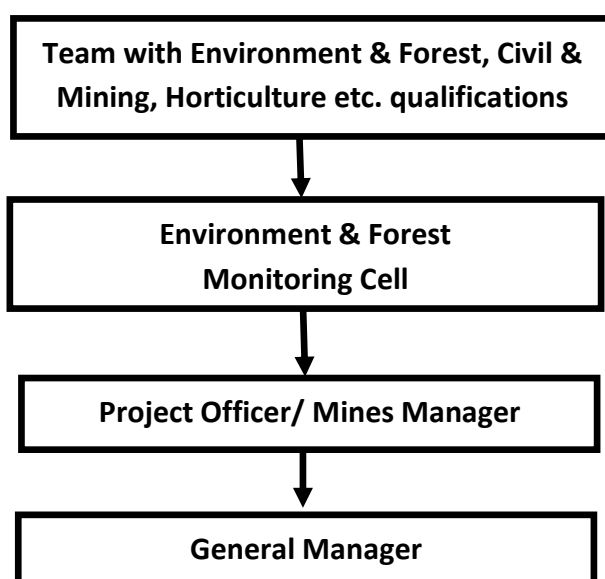 Team with Environment & Forest, Civil &
Mining, Horticulture etc. qualifications
Environment & Forest
Monitoring Cell
Project Officer/ Mines Manager
General Manager